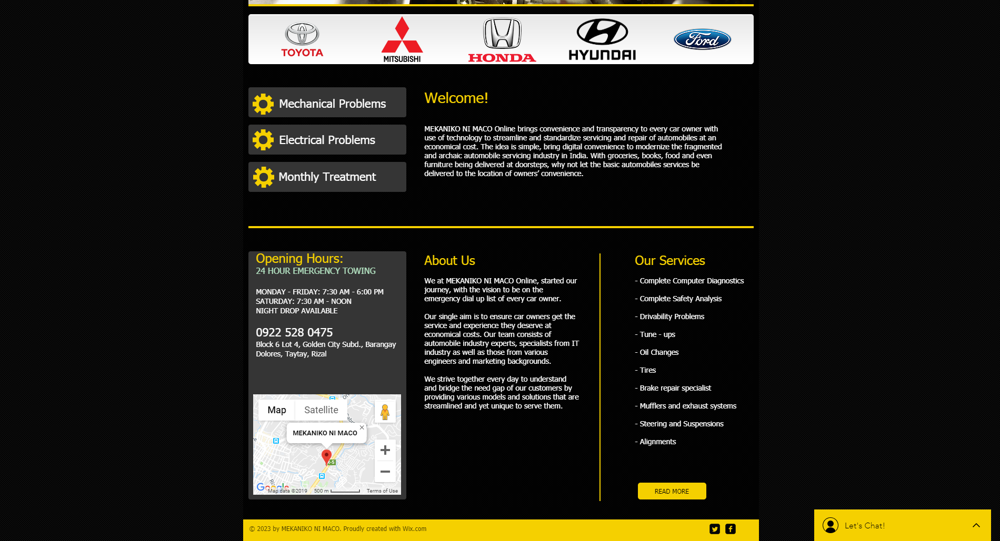 TOYOTA
MITSUBISHI
HONDA
HYUNDAI
Ford
Mechanical Problems
Electrical Problems
Monthly Treatment
Welcome!
MEKANIKO NI MACO Online brings convenience and transparency to every car owner with
use of technology to streamline and standardize servicing and repair of automobiles at an
economical cost. The idea is simple, bring digital convenience to modernize the fragmented
and archaic automobile servicing industry in India. With groceries, books, food and even
furniture being delivered at doorsteps, why not let the basic automobiles services be
delivered to the location of owners’ convenience.
Opening Hours:
24 HOUR EMERGENCY TOWING
MONDAY - FRIDAY: 7:30 AM - 6:00 PM
SATURDAY: 7:30 AM - NOON
NIGHT DROP AVAILABLE
0922 528 0475
Block 6 Lot 4, Golden City Subd., Barangay
Dolores, Taytay, Rizal
Map
Satellite
MEKANIKO NI MACO
R-5
Google
Map data ©2019
500 m
Terms of Use
About Us
We at MEKANIKO NI MACO Online, started our
journey, with the vision to be on the
emergency dial up list of every car owner.
Our single aim is to ensure car owners get the
service and experience they deserve at
economical costs. Our team consists of
automobile industry experts, specialists from IT
industry as well as those from various
engineers and marketing backgrounds.
We strive together every day to understand
and bridge the need gap of our customers by
providing various models and solutions that are
streamlined and yet unique to serve them.
Our Services
- Complete Computer Diagnostics
- Complete Safety Analysis
- Drivability Problems
- Tune - ups
- Oil Changes
- Tires
- Brake repair specialist
- Mufflers and exhaust systems
- Steering and Suspensions
- Alignments
READ MORE
© 2023 by MEKANIKO NI MACO. Proudly created with Wix.com
Let's Chat!